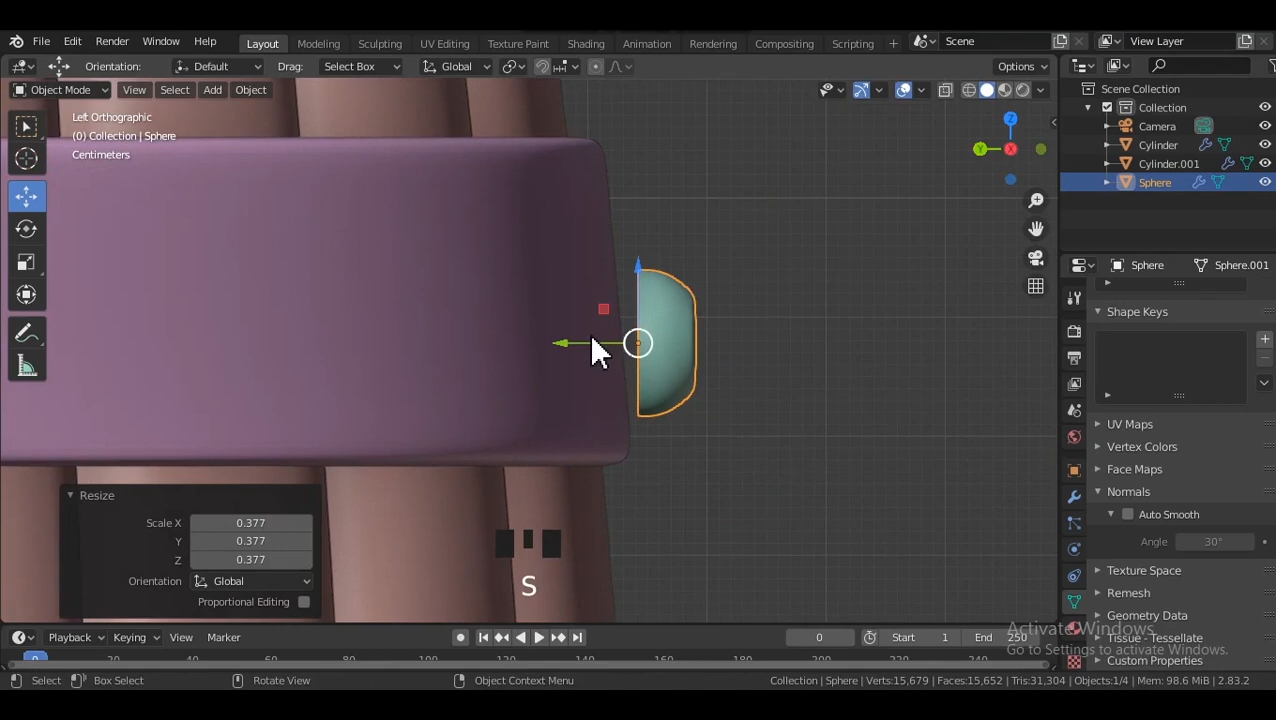 File Edit Render Window Help Layout Modeling Sculpting UV Editing Texture Paint Shading Animation Rendering Compositing Scripting + Scene View Layer
Orientation: Default Drag: Select Box Global Options
Object Mode View Select Add Object
Left Orthographic
(0) Collection | Sphere
Centimeters
Z
Y
X
Scene Collection
Collection
Camera
Cylinder
Cylinder.001
Sphere
Sphere Sphere.001
Shape Keys
UV Maps
Vertex Colors
Face Maps
Normals
Auto Smooth
Angle 30°
Texture Space
Remesh
Geometry Data
Tissue - Tessellate
Custom Properties
Resize
Scale X 0.377
Y 0.377
Z 0.377
Orientation Global
Proportional Editing
S
Activate Windows
Go to Settings to activate Windows.
Playback Keying View Marker 0 Start 1 End 250
0 20
Select Box Select Rotate View Object Context Menu Collection | Sphere | Verts:15,679 | Faces:15,652 | Tris:31,304 | Objects:1/4 | Mem: 98.6 MiB | 2.83.2